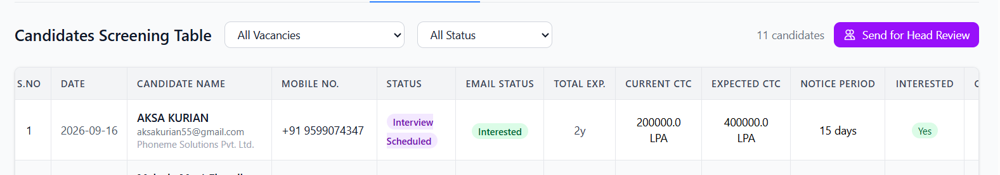 Candidates Screening Table
All Vacancies
All Status
11 candidates
Send for Head Review
S.NO DATE CANDIDATE NAME MOBILE NO. STATUS EMAIL STATUS TOTAL EXP. CURRENT CTC EXPECTED CTC NOTICE PERIOD INTERESTED
1
2026-09-16
AKSA KURIAN
aksakurian55@gmail.com
Phoneme Solutions Pvt. Ltd.
+91 9599074347
Interview
Scheduled
Interested
2y
200000.0
LPA
400000.0
LPA
15 days
Yes